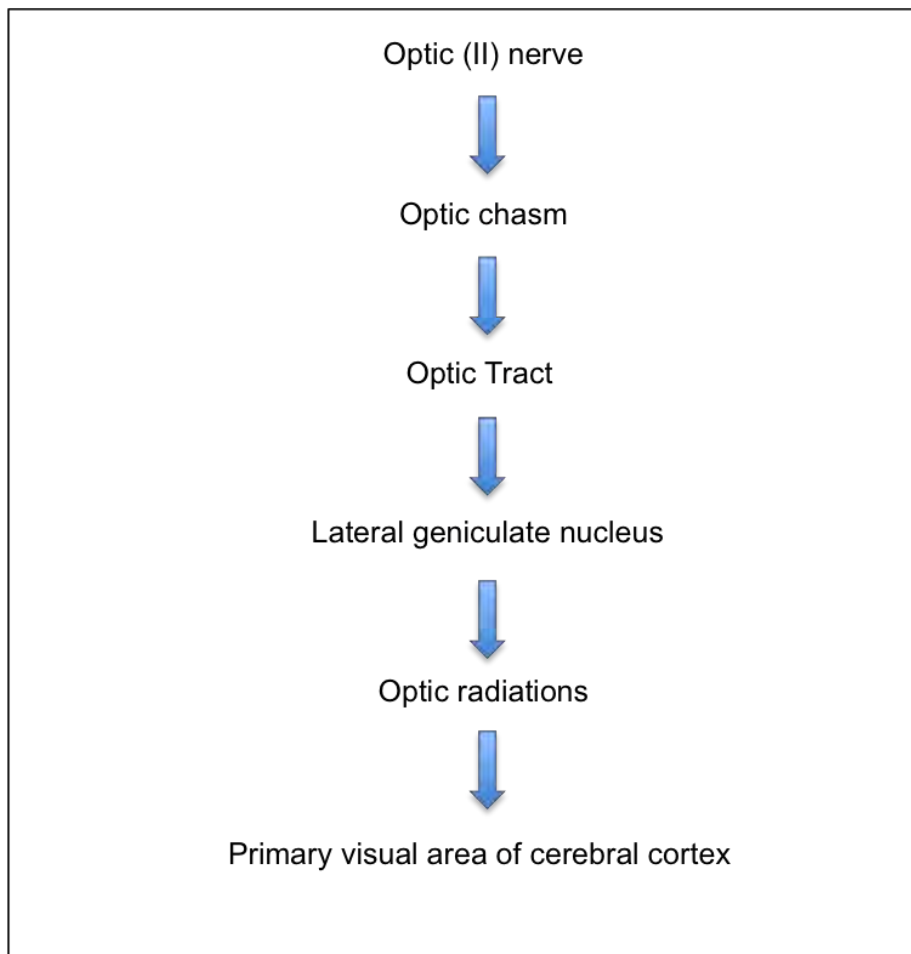 Optic (II) nerve
Optic chasm
Optic Tract
Lateral geniculate nucleus
Optic radiations
Primary visual area of cerebral cortex